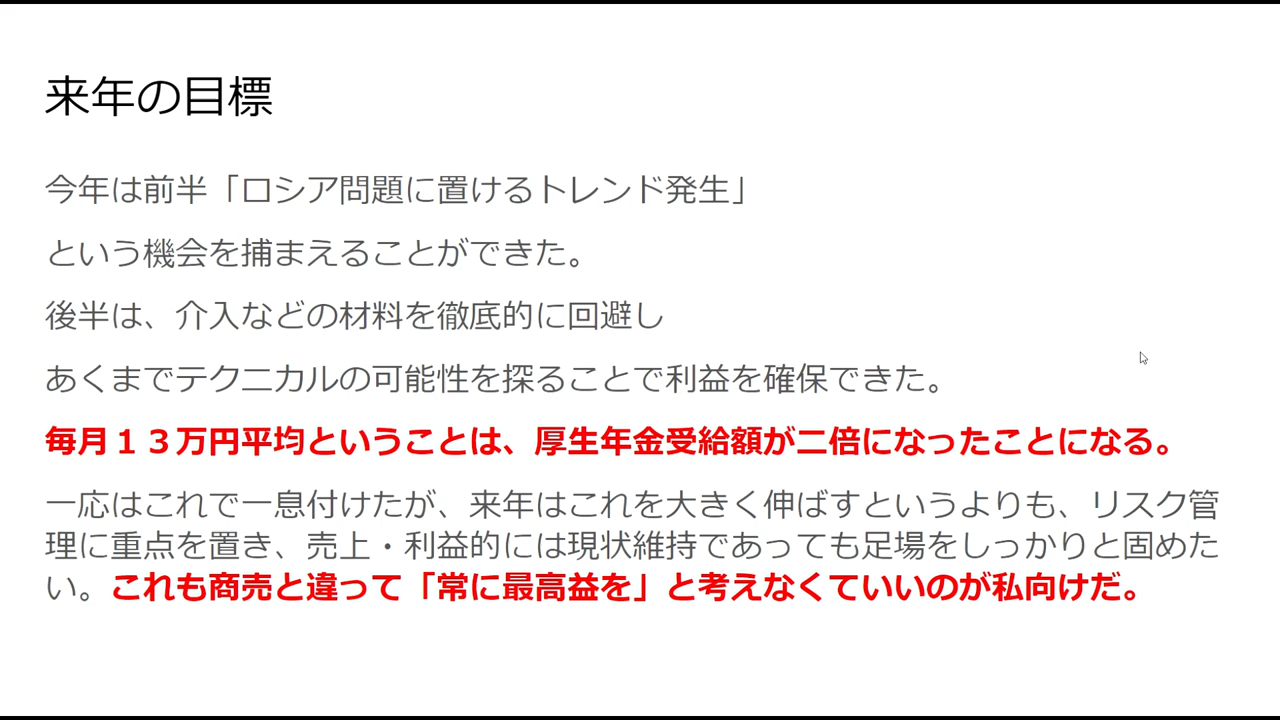 来年の目標
今年は前半「ロシア問題に置けるトレンド発生」
という機会を捕まえることができた。
後半は、介入などの材料を徹底的に回避し
あくまでテクニカルの可能性を探ることで利益を確保できた。
毎月１３万円平均ということは、厚生年金受給額が二倍になったことになる。
一応はこれで一息付けたが、来年はこれを大きく伸ばすというよりも、リスク管
理に重点を置き、売上・利益的には現状維持であっても足場をしっかりと固めた
い。これも商売と違って「常に最高益を」と考えなくていいのが私向けだ。